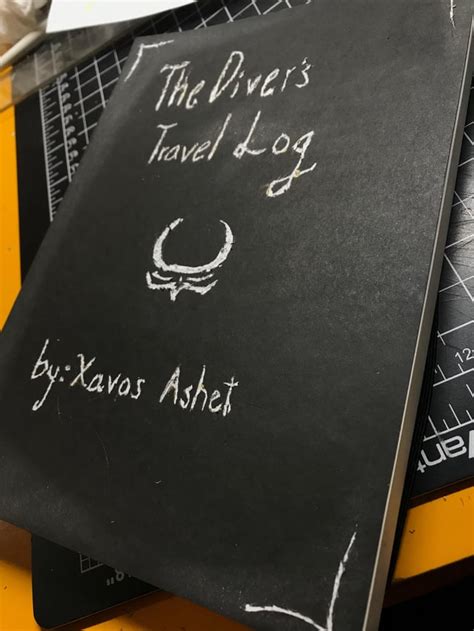 The Diver's
Travel Log
by: Xavos Ashet